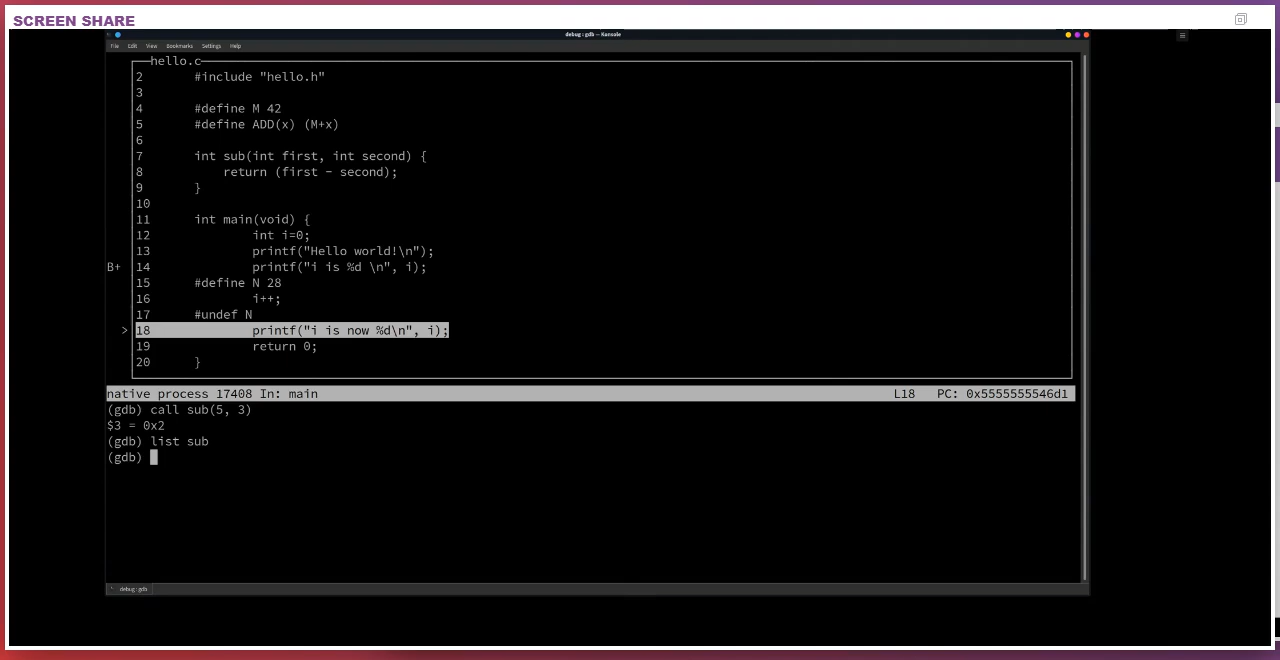 SCREEN SHARE
debug : gdb — Konsole
File Edit View Bookmarks Settings Help
hello.c
2 #include "hello.h"
3
4 #define M 42
5 #define ADD(x) (M+x)
6
7 int sub(int first, int second) {
8 return (first - second);
9 }
10
11 int main(void) {
12 int i=0;
13 printf("Hello world!\n");
B+ 14 printf("i is %d \n", i);
15 #define N 28
16 i++;
17 #undef N
> 18 printf("i is now %d\n", i);
19 return 0;
20 }
native process 17408 In: main L18 PC: 0x5555555546d1
(gdb) call sub(5, 3)
$3 = 0x2
(gdb) list sub
(gdb)
debug : gdb